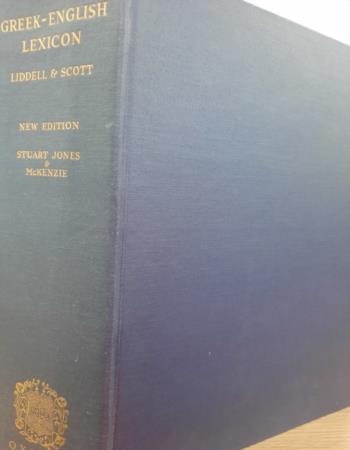 GREEK-ENGLISH
LEXICON
LIDDELL & SCOTT
NEW EDITION
STUART JONES
&
McKENZIE